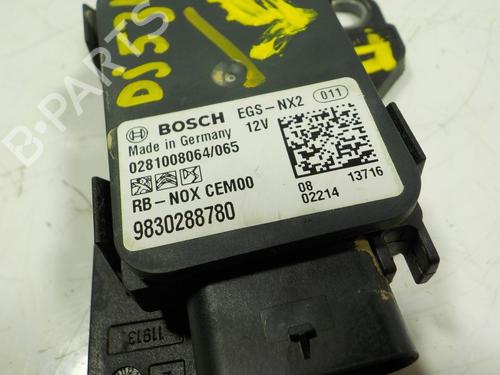 BOSCH EGS-NX2 011
Made in Germany 12V
0281008064/065
RB-NOX CEM00
9830288780
08
02214 13716
11913
B-PARTS